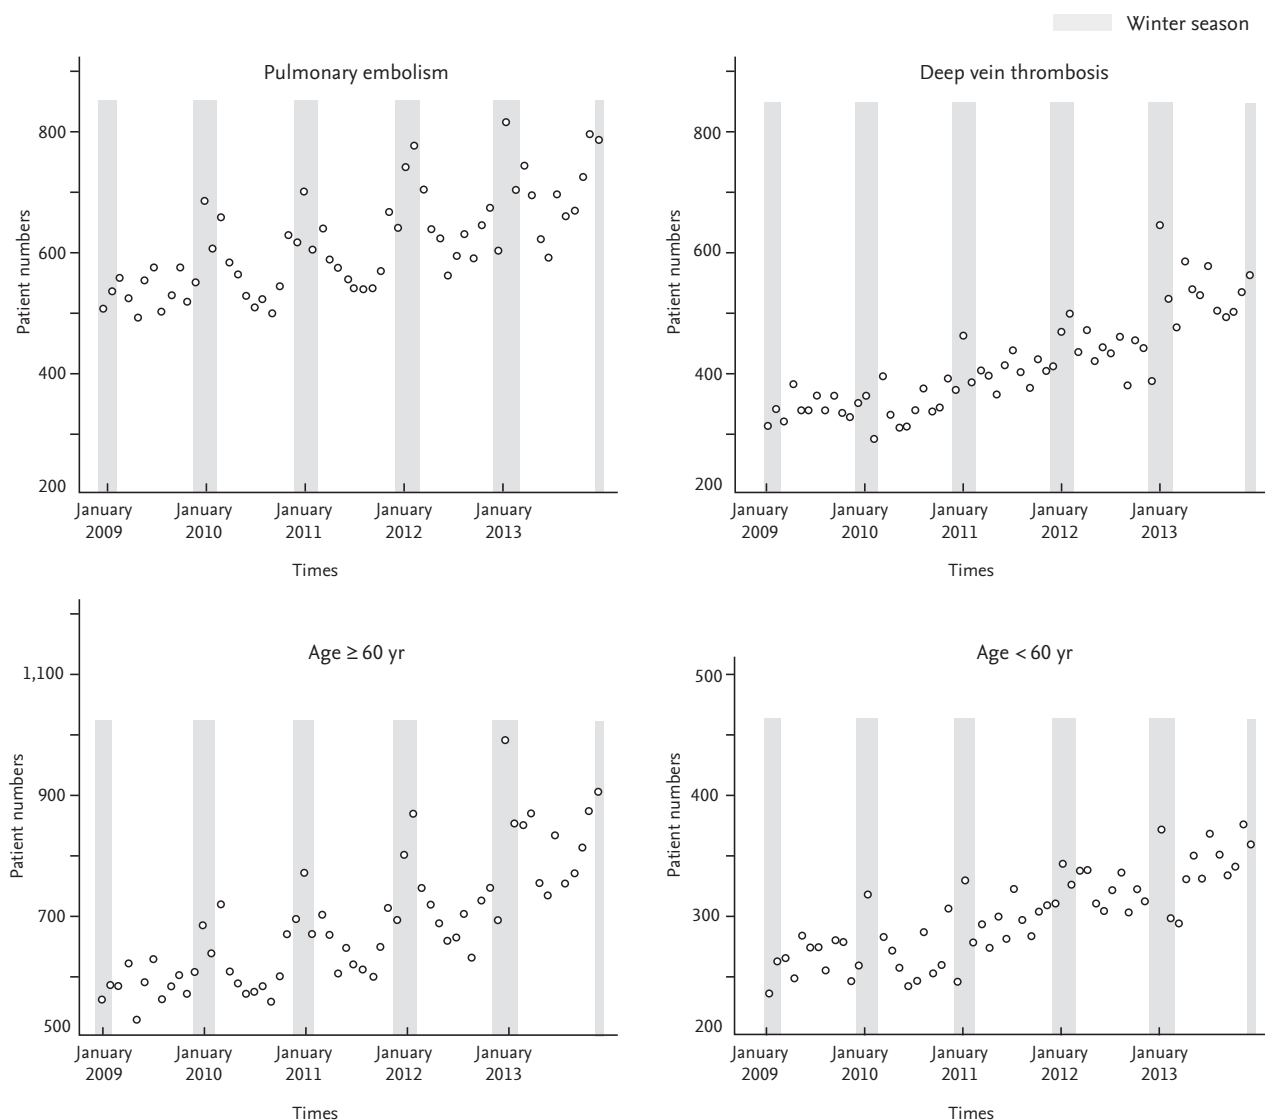 Winter season
Pulmonary embolism
800
600
400
200
Patient numbers
January January January January January
2009 2010 2011 2012 2013
Times
Deep vein thrombosis
800
600
400
200
Patient numbers
January January January January January
2009 2010 2011 2012 2013
Times
Age ≥ 60 yr
1,100
900
700
500
Patient numbers
January January January January January
2009 2010 2011 2012 2013
Times
Age < 60 yr
500
400
300
200
Patient numbers
January January January January January
2009 2010 2011 2012 2013
Times